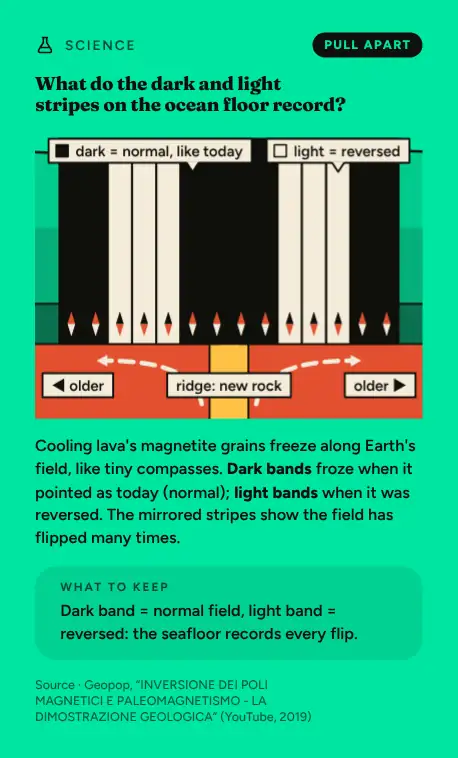 SCIENCE
PULL APART
What do the dark and light
stripes on the ocean floor record?
dark = normal, like today
light = reversed
◀ older
ridge: new rock
older ▶
Cooling lava's magnetite grains freeze along Earth's
field, like tiny compasses. Dark bands froze when it
pointed as today (normal); light bands when it was
reversed. The mirrored stripes show the field has
flipped many times.
WHAT TO KEEP
Dark band = normal field, light band =
reversed: the seafloor records every flip.
Source · Geopop, “INVERSIONE DEI POLI
MAGNETICI E PALEOMAGNETISMO - LA
DIMOSTRAZIONE GEOLOGICA” (YouTube, 2019)